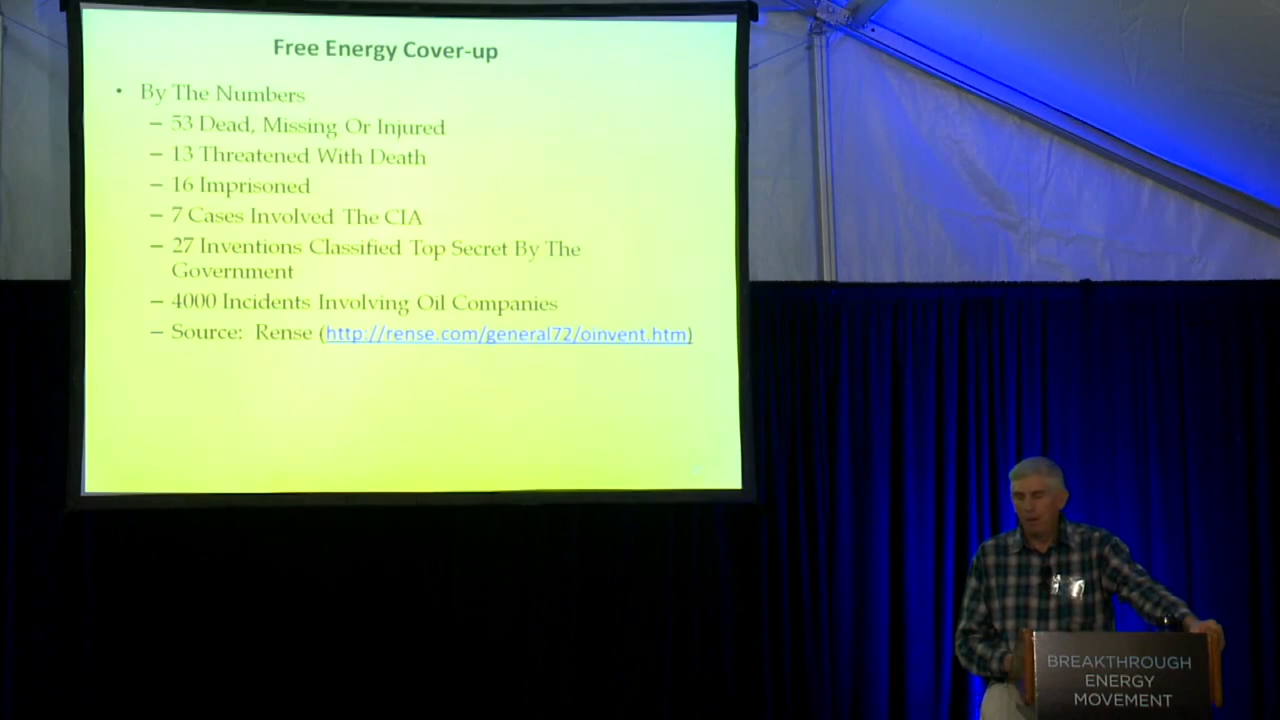 Free Energy Cover-up
• By The Numbers
– 53 Dead, Missing Or Injured
– 13 Threatened With Death
– 16 Imprisoned
– 7 Cases Involved The CIA
– 27 Inventions Classified Top Secret By The
Government
– 4000 Incidents Involving Oil Companies
– Source: Rense (http://rense.com/general72/oinvent.htm)
BREAKTHROUGH
ENERGY
MOVEMENT